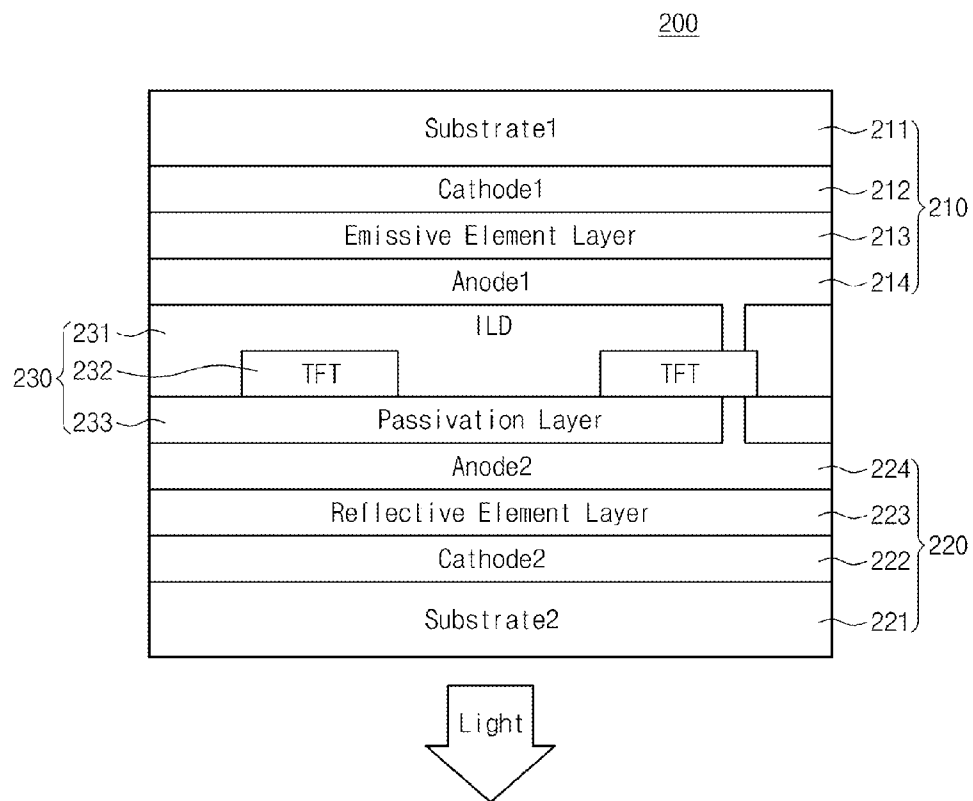 200
Substrate1 211
Cathode1 212
210
Emissive Element Layer 213
Anode1 214
231 ILD
230 232 TFT TFT
233 Passivation Layer
Anode2 224
Reflective Element Layer 223
220
Cathode2 222
Substrate2 221
Light